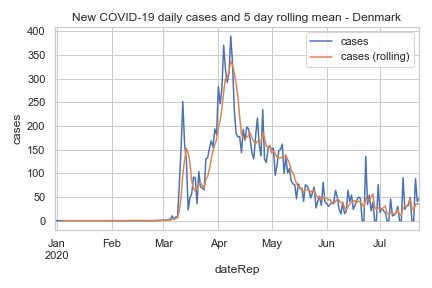 New COVID-19 daily cases and 5 day rolling mean - Denmark
cases
cases (rolling)
cases
400
350
300
250
200
150
100
50
0
Jan Feb Mar Apr May Jun Jul
2020
dateRep